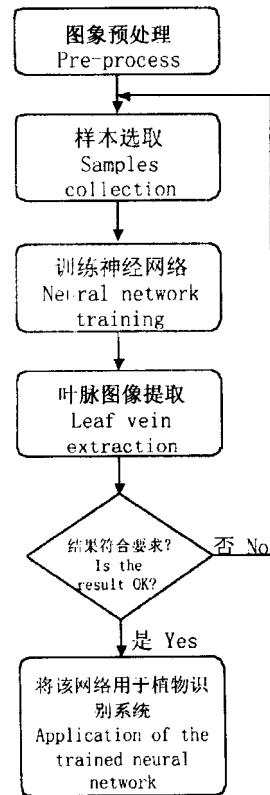 图象预处理
Pre-process
样本选取
Samples
collection
训练神经网络
Neural network
training
叶脉图像提取
Leaf vein
extraction
结果符合要求?
Is the
result OK?
否 No
是 Yes
将该网络用于植物识
别系统
Application of the
trained neural
network